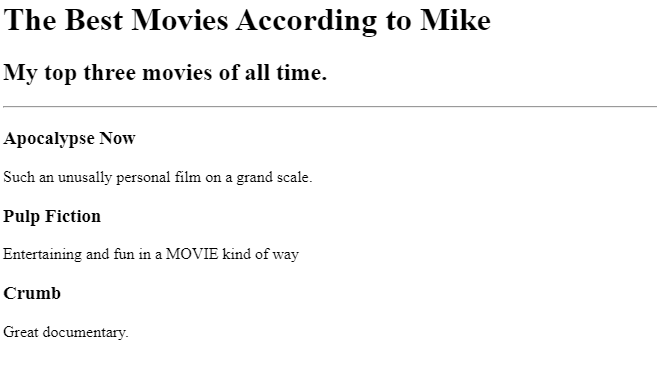 The Best Movies According to Mike
My top three movies of all time.
Apocalypse Now
Such an unusally personal film on a grand scale.
Pulp Fiction
Entertaining and fun in a MOVIE kind of way
Crumb
Great documentary.